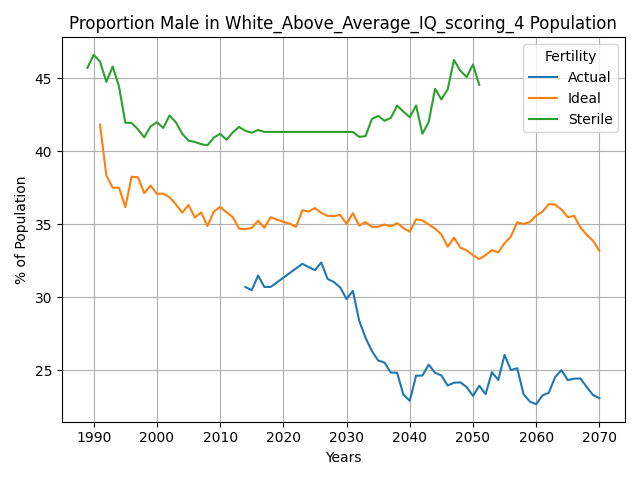 Proportion Male in White_Above_Average_IQ_scoring_4 Population
Fertility
Actual
Ideal
Sterile
% of Population
45
40
35
30
25
1990 2000 2010 2020 2030 2040 2050 2060 2070
Years